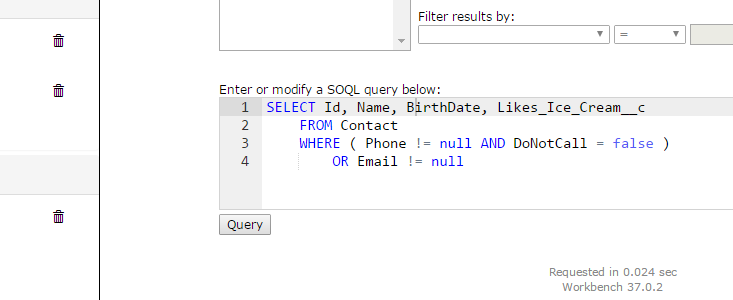 Filter results by:
=
Enter or modify a SOQL query below:
1 SELECT Id, Name, BirthDate, Likes_Ice_Cream__c
2 FROM Contact
3 WHERE ( Phone != null AND DoNotCall = false )
4 OR Email != null
Query
Requested in 0.024 sec
Workbench 37.0.2